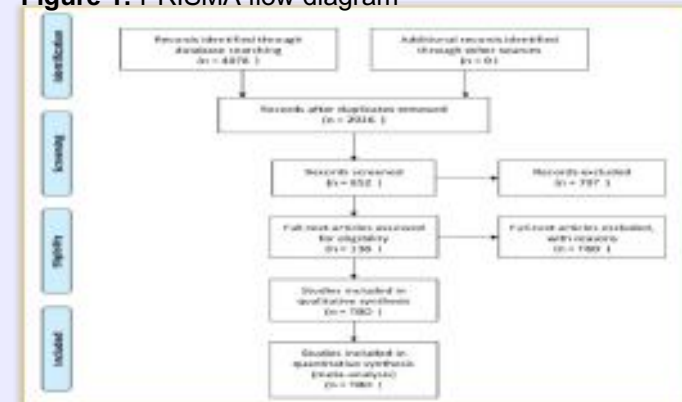 Figure 1. PRISMA flow diagram
Identification
Records identified through
database searching
Additional records identified
through other sources
(n = 0)
Records after duplicates removed
Screening
Records screened
Records excluded
Eligibility
Full-text articles assessed
for eligibility
Full-text articles excluded,
with reasons
Included
Studies included in
qualitative synthesis
Studies included in
quantitative synthesis
(meta-analysis)